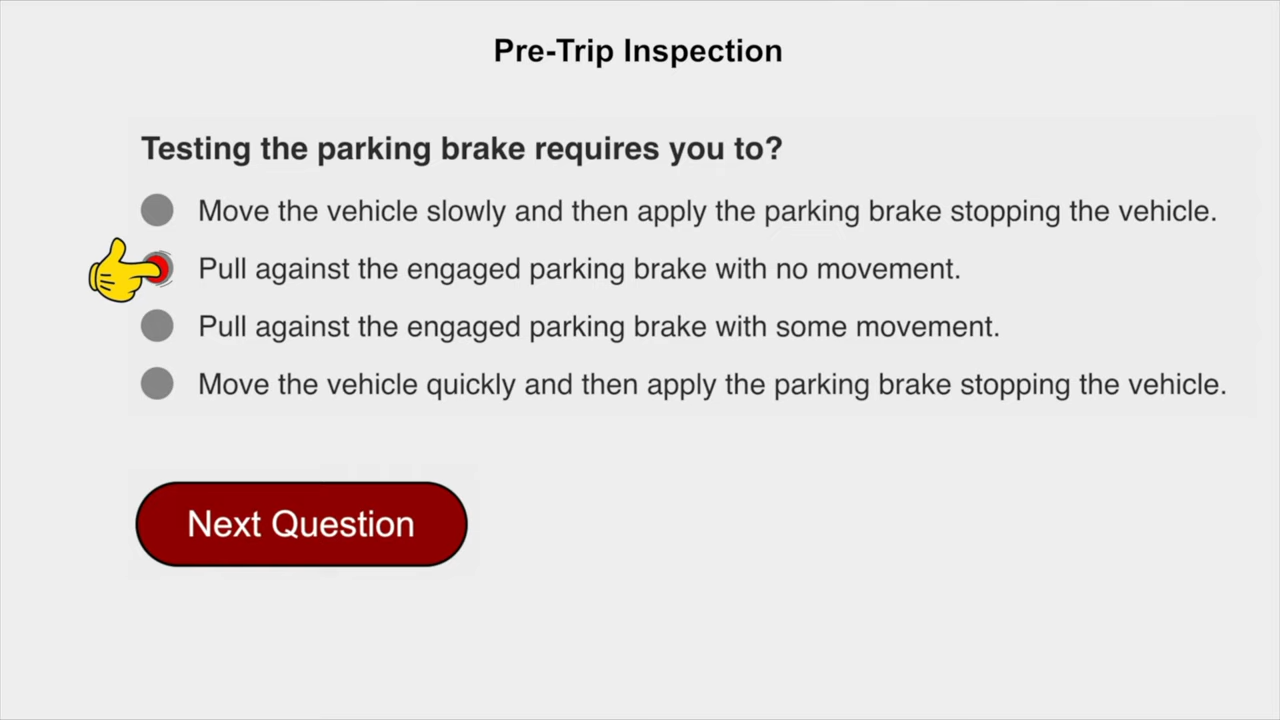 Pre-Trip Inspection
Testing the parking brake requires you to?
Move the vehicle slowly and then apply the parking brake stopping the vehicle.
Pull against the engaged parking brake with no movement.
Pull against the engaged parking brake with some movement.
Move the vehicle quickly and then apply the parking brake stopping the vehicle.
Next Question